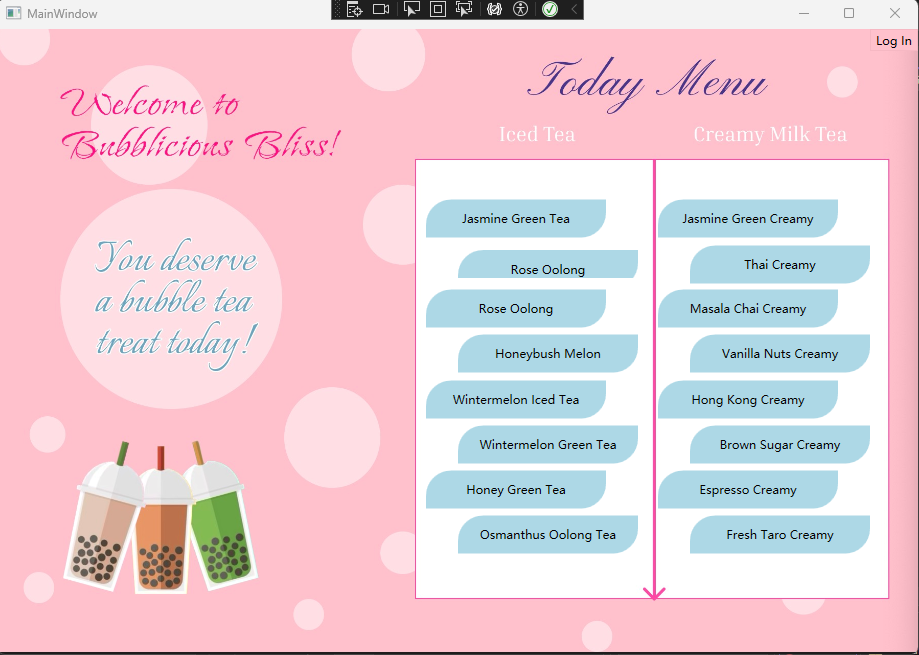 MainWindow
Log In
Welcome to
Bubblicious Bliss!
You deserve
a bubble tea
treat today!
Today Menu
Iced Tea
Creamy Milk Tea
Jasmine Green Tea
Rose Oolong
Rose Oolong
Honeybush Melon
Wintermelon Iced Tea
Wintermelon Green Tea
Honey Green Tea
Osmanthus Oolong Tea
Jasmine Green Creamy
Thai Creamy
Masala Chai Creamy
Vanilla Nuts Creamy
Hong Kong Creamy
Brown Sugar Creamy
Espresso Creamy
Fresh Taro Creamy